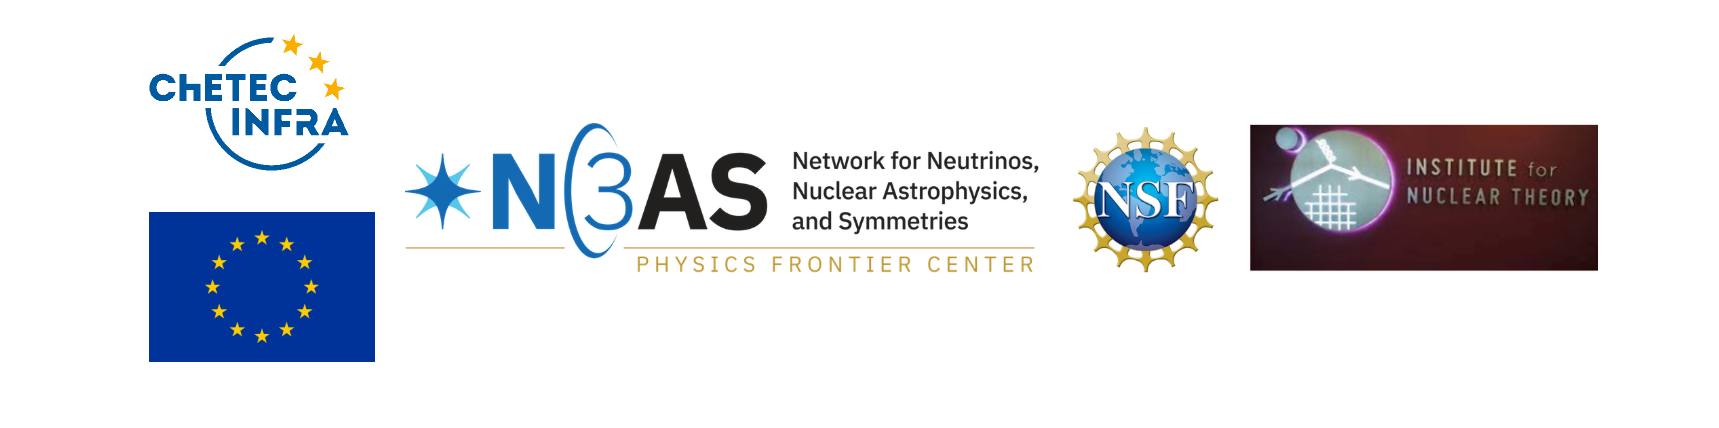 ChETEC
INFRA
N3AS
Network for Neutrinos,
Nuclear Astrophysics,
and Symmetries
PHYSICS FRONTIER CENTER
NSF
INSTITUTE for
NUCLEAR THEORY